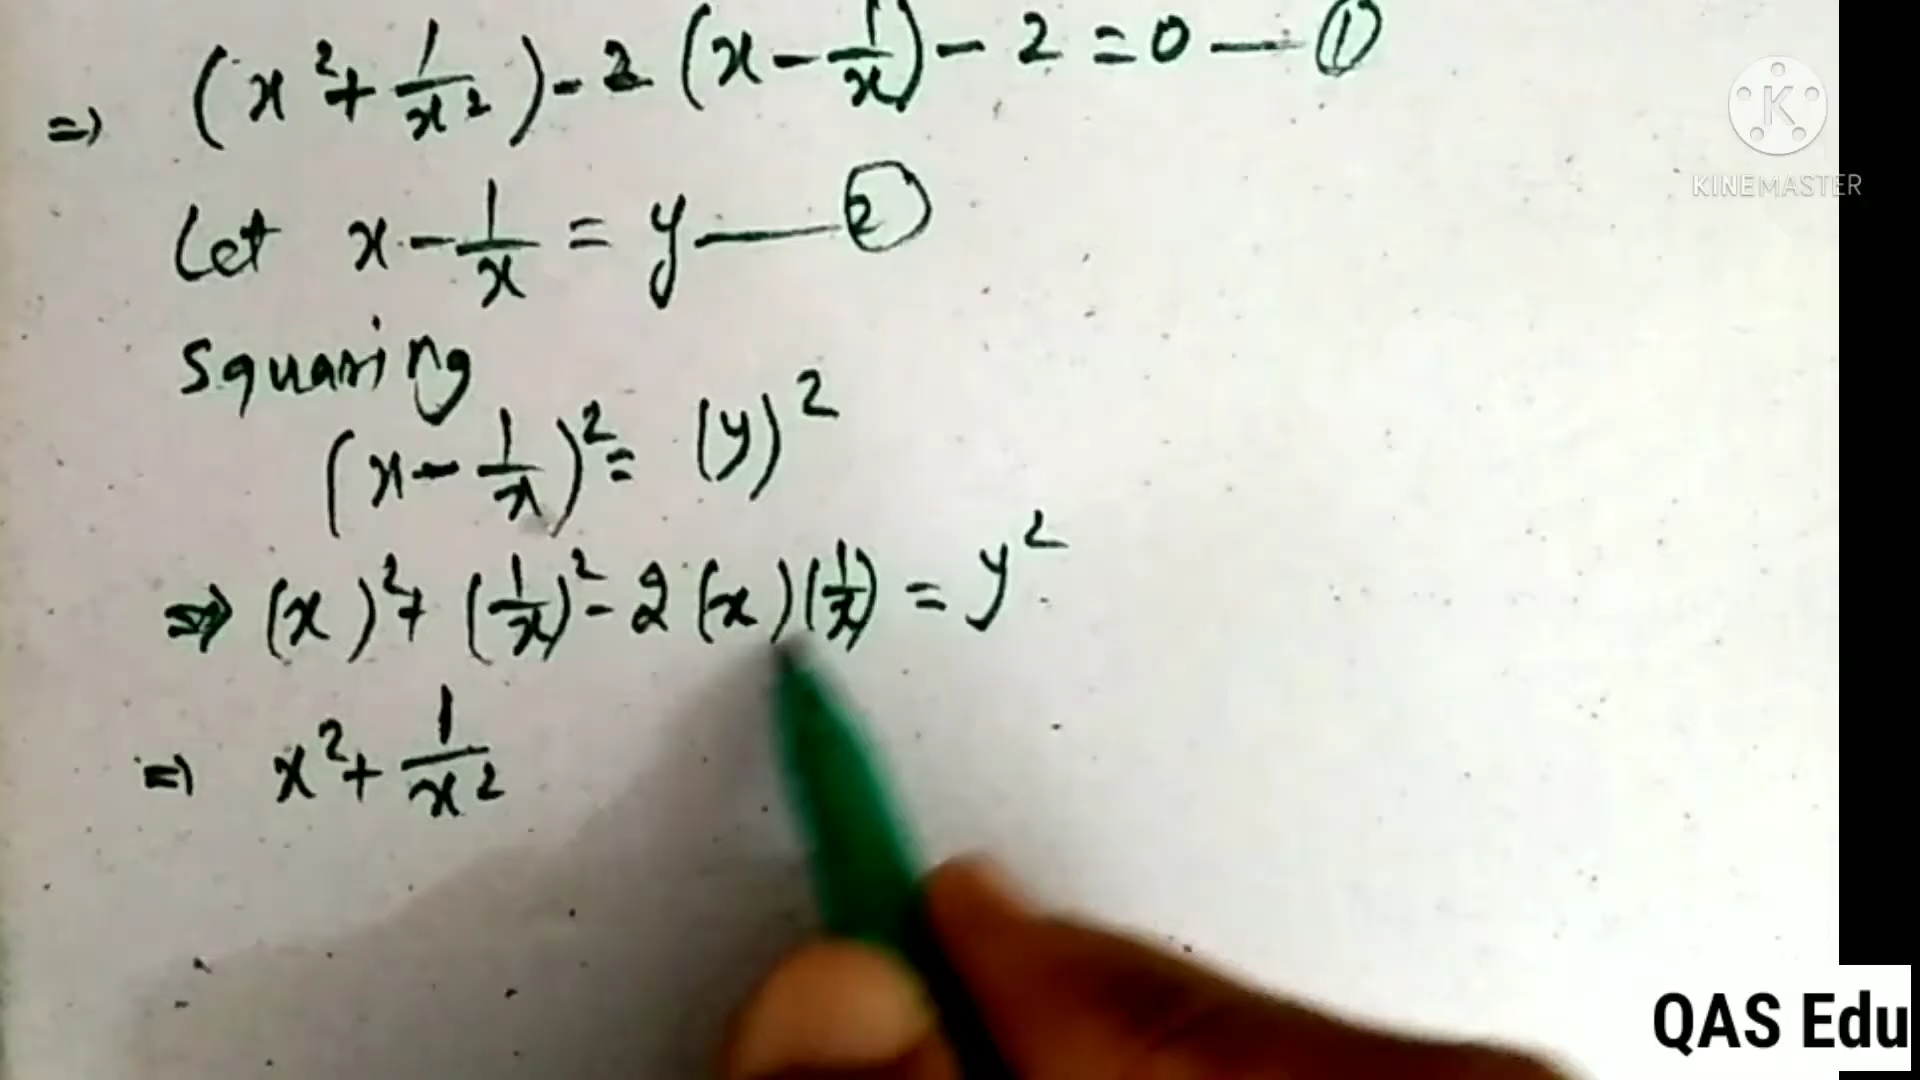 ⇒ (x² + 1/x²) - 2 (x - 1/x) - 2 = 0 — ①
Let x - 1/x = y — ②
Squaring
(x - 1/x)² = (y)²
⇒ (x)² + (1/x)² - 2 (x) (1/x) = y²
⇒ x² + 1/x²
K
KINEMASTER
QAS Edu